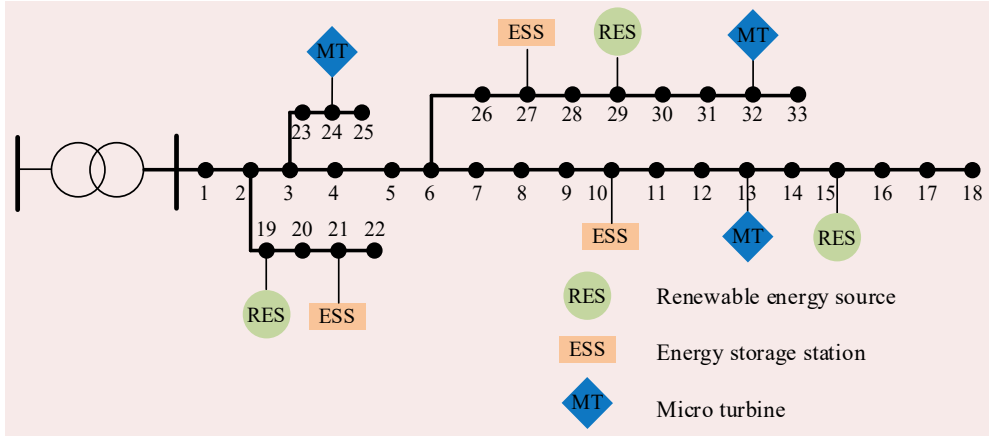 ESS RES MT
MT
26 27 28 29 30 31 32 33
23 24 25
1 2 3 4 5 6 7 8 9 10 11 12 13 14 15 16 17 18
19 20 21 22
ESS MT RES
RES ESS
RES Renewable energy source
ESS Energy storage station
MT Micro turbine